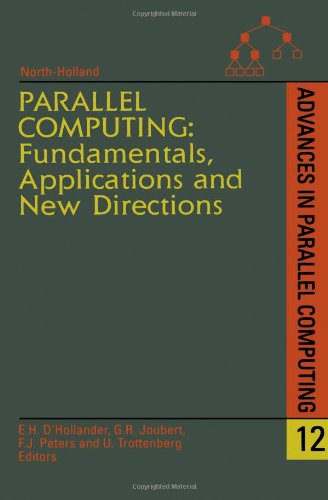 North-Holland
PARALLEL
COMPUTING:
Fundamentals,
Applications and
New Directions
E.H. D'Hollander, G.R. Joubert,
F.J. Peters and U. Trottenberg
Editors
ADVANCES IN PARALLEL COMPUTING
12